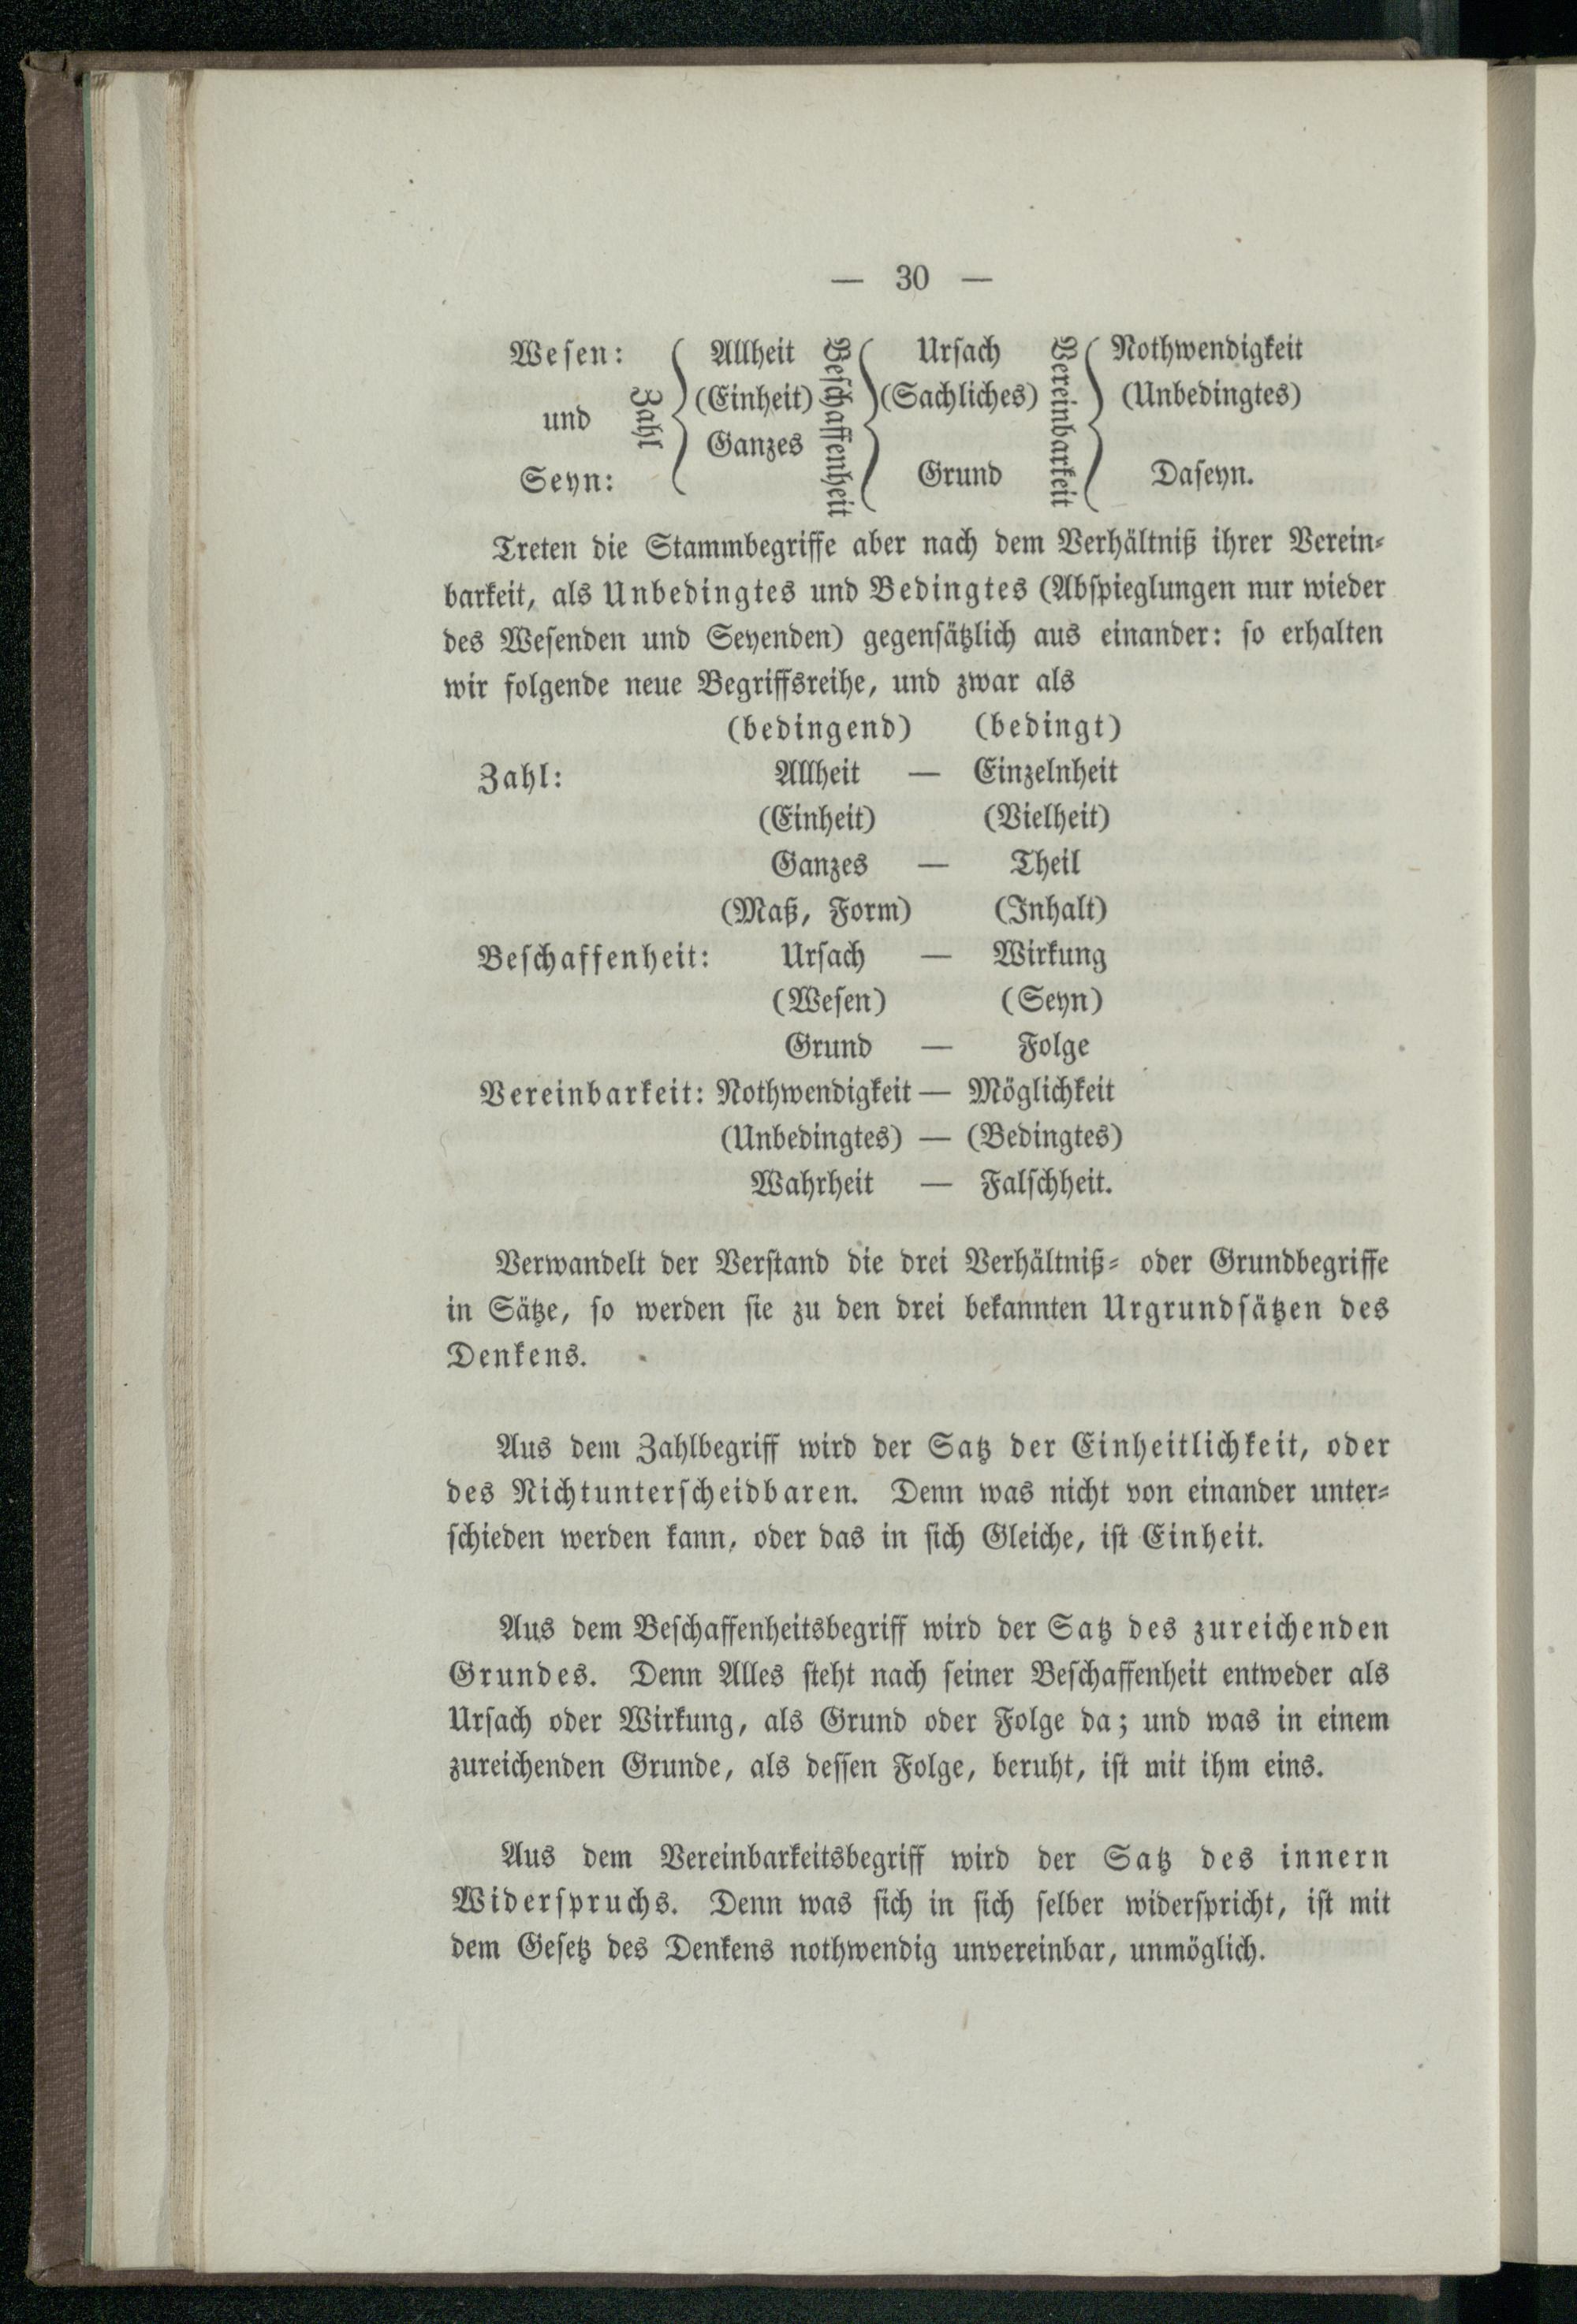 — 30 —
Wesen: Allheit Ursach Nothwendigkeit
(Einheit) (Sachliches) (Unbedingtes)
und Zahl Beschaffenheit Vereinbarkeit
Ganzes
Seyn: Grund Daseyn.
Treten die Stammbegriffe aber nach dem Verhältniß ihrer Verein-
barkeit, als Unbedingtes und Bedingtes (Abspieglungen nur wieder
des Wesenden und Seyenden) gegensätzlich aus einander: so erhalten
wir folgende neue Begriffsreihe, und zwar als
(bedingend) (bedingt)
Zahl: Allheit — Einzelnheit
(Einheit) (Vielheit)
Ganzes — Theil
(Maß, Form) (Inhalt)
Beschaffenheit: Ursach — Wirkung
(Wesen) (Seyn)
Grund — Folge
Vereinbarkeit: Nothwendigkeit — Möglichkeit
(Unbedingtes) — (Bedingtes)
Wahrheit — Falschheit.
Verwandelt der Verstand die drei Verhältniß- oder Grundbegriffe
in Sätze, so werden sie zu den drei bekannten Urgrundsätzen des
Denkens.
Aus dem Zahlbegriff wird der Satz der Einheitlichkeit, oder
des Nichtunterscheidbaren. Denn was nicht von einander unter-
schieden werden kann, oder das in sich Gleiche, ist Einheit.
Aus dem Beschaffenheitsbegriff wird der Satz des zureichenden
Grundes. Denn Alles steht nach seiner Beschaffenheit entweder als
Ursach oder Wirkung, als Grund oder Folge da; und was in einem
zureichenden Grunde, als dessen Folge, beruht, ist mit ihm eins.
Aus dem Vereinbarkeitsbegriff wird der Satz des innern
Widerspruchs. Denn was sich in sich selber widerspricht, ist mit
dem Gesetz des Denkens nothwendig unvereinbar, unmöglich.